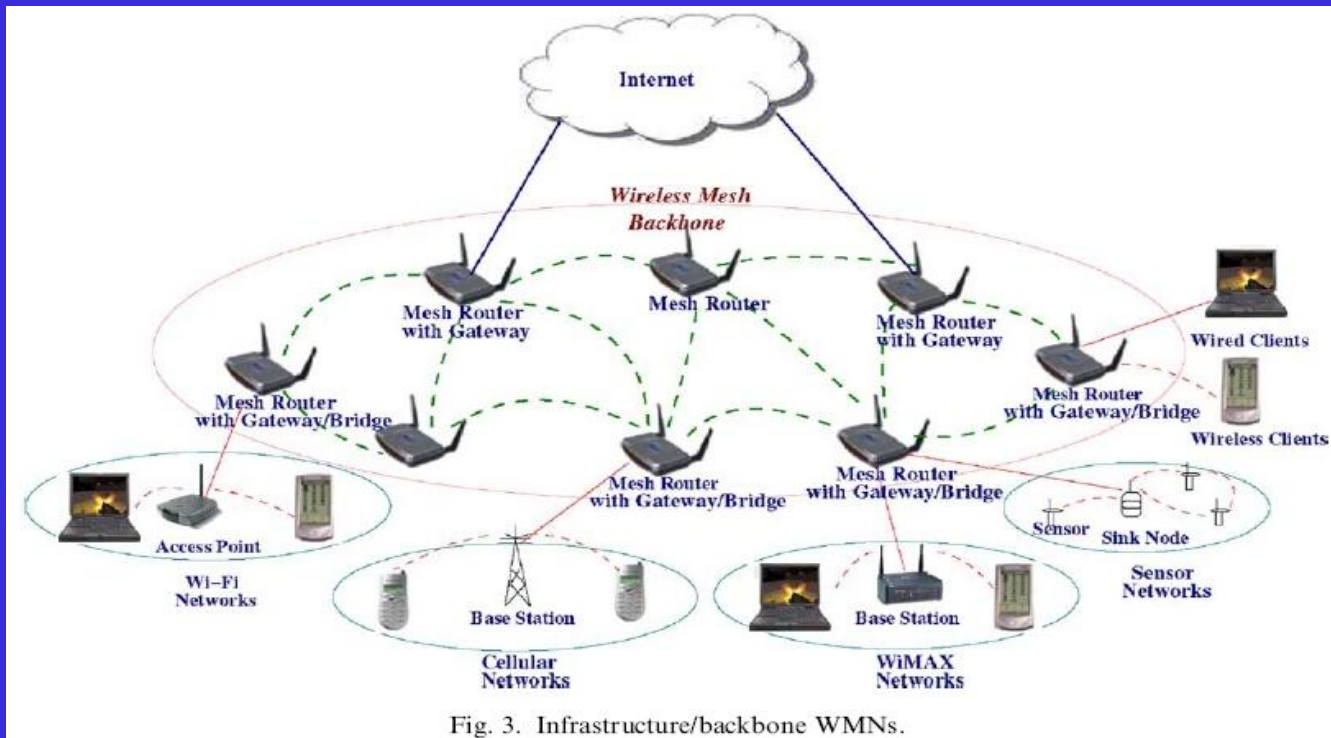 Internet
Wireless Mesh
Backbone
Mesh Router
with Gateway
Mesh Router
Mesh Router
with Gateway
Wired Clients
Mesh Router
with Gateway/Bridge
Mesh Router
with Gateway/Bridge
Wireless Clients
Mesh Router
with Gateway/Bridge
Mesh Router
with Gateway/Bridge
Access Point
Wi-Fi
Networks
Sensor
Sink Node
Sensor
Networks
Base Station
Cellular
Networks
Base Station
WiMAX
Networks
Fig. 3. Infrastructure/backbone WMNs.